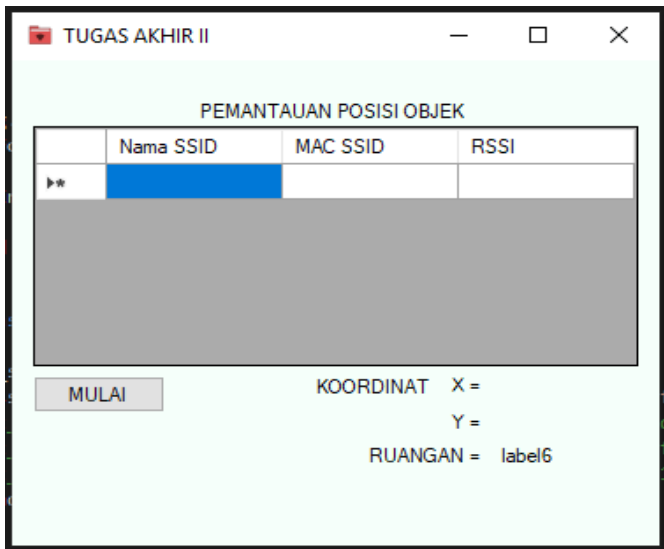 TUGAS AKHIR II
PEMANTAUAN POSISI OBJEK
Nama SSID MAC SSID RSSI
MULAI
KOORDINAT X =
Y =
RUANGAN = label6